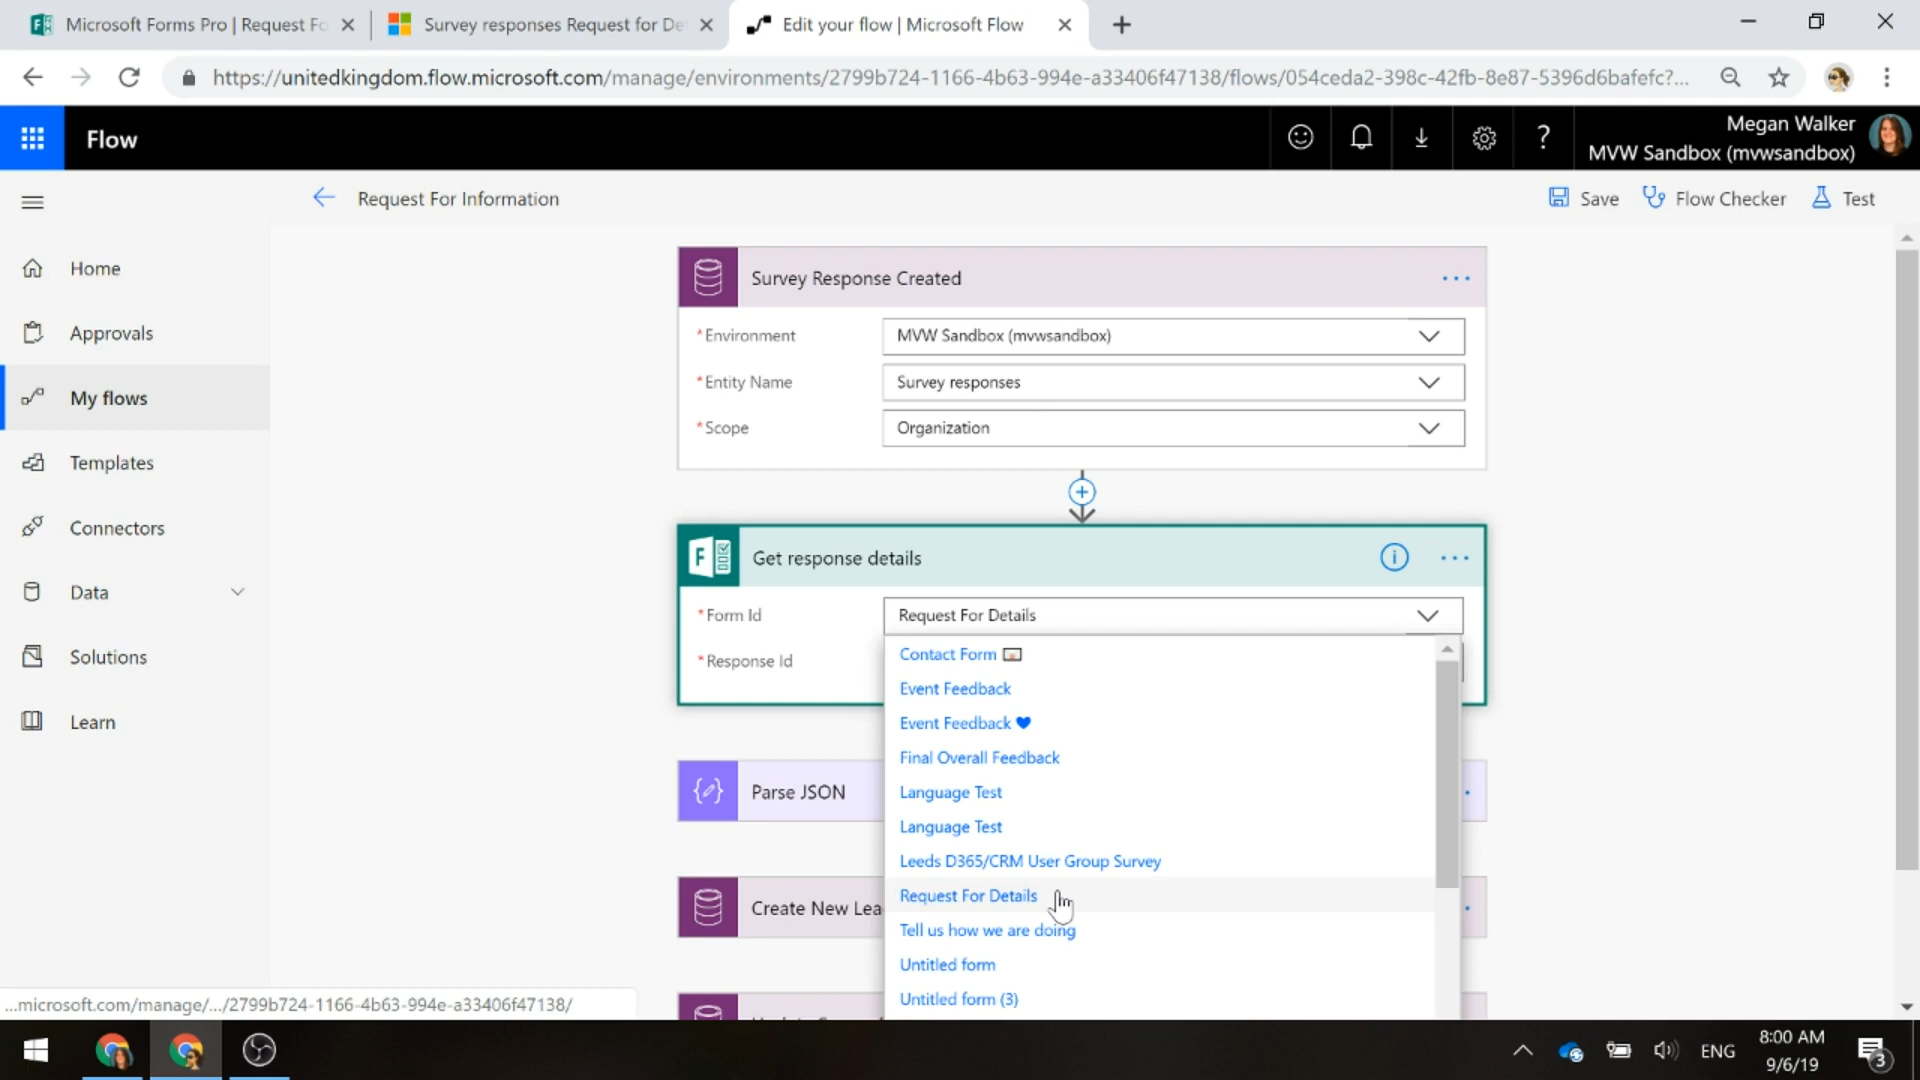 Microsoft Forms Pro | Request Fo
Survey responses Request for De
Edit your flow | Microsoft Flow
https://unitedkingdom.flow.microsoft.com/manage/environments/2799b724-1166-4b63-994e-a33406f47138/flows/054ceda2-398c-42fb-8e87-5396d6bafefc?...
Flow
Megan Walker
MVW Sandbox (mvwsandbox)
Request For Information
Save
Flow Checker
Test
Home
Approvals
My flows
Templates
Connectors
Data
Solutions
Learn
Survey Response Created
*Environment
MVW Sandbox (mvwsandbox)
*Entity Name
Survey responses
*Scope
Organization
Get response details
*Form Id
Request For Details
*Response Id
Contact Form
Event Feedback
Event Feedback
Final Overall Feedback
Language Test
Language Test
Leeds D365/CRM User Group Survey
Request For Details
Tell us how we are doing
Untitled form
Untitled form (3)
Parse JSON
Create New Lea
...microsoft.com/manage/.../2799b724-1166-4b63-994e-a33406f47138/
ENG
8:00 AM
9/6/19
3